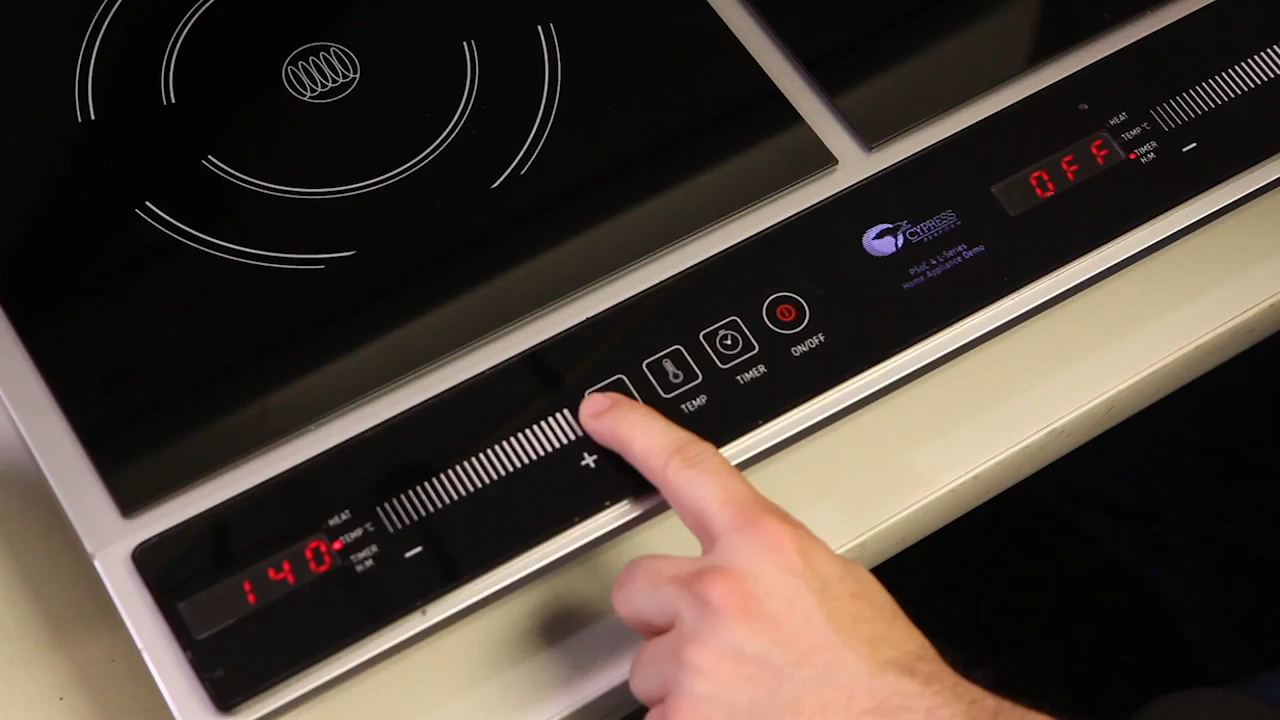 140
HEAT
TEMP °C
TIMER
H.M
−
+
TEMP
TIMER
ON/OFF
CYPRESS
PERFORM
PSoC 4 L-Series
Home Appliance Demo
OFF
HEAT
TEMP °C
TIMER
H.M
−